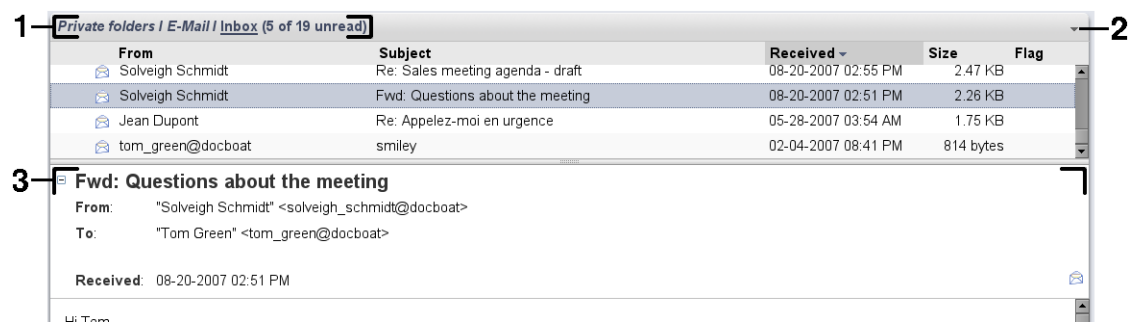 1 Private folders / E-Mail / Inbox (5 of 19 unread) 2
From Subject Received Size Flag
Solveigh Schmidt Re: Sales meeting agenda - draft 08-20-2007 02:55 PM 2.47 KB
Solveigh Schmidt Fwd: Questions about the meeting 08-20-2007 02:51 PM 2.26 KB
Jean Dupont Re: Appelez-moi en urgence 05-28-2007 03:54 AM 1.75 KB
tom_green@docboat smiley 02-04-2007 08:41 PM 814 bytes
3 Fwd: Questions about the meeting
From: "Solveigh Schmidt" <solveigh_schmidt@docboat>
To: "Tom Green" <tom_green@docboat>
Received: 08-20-2007 02:51 PM
Hi Tom